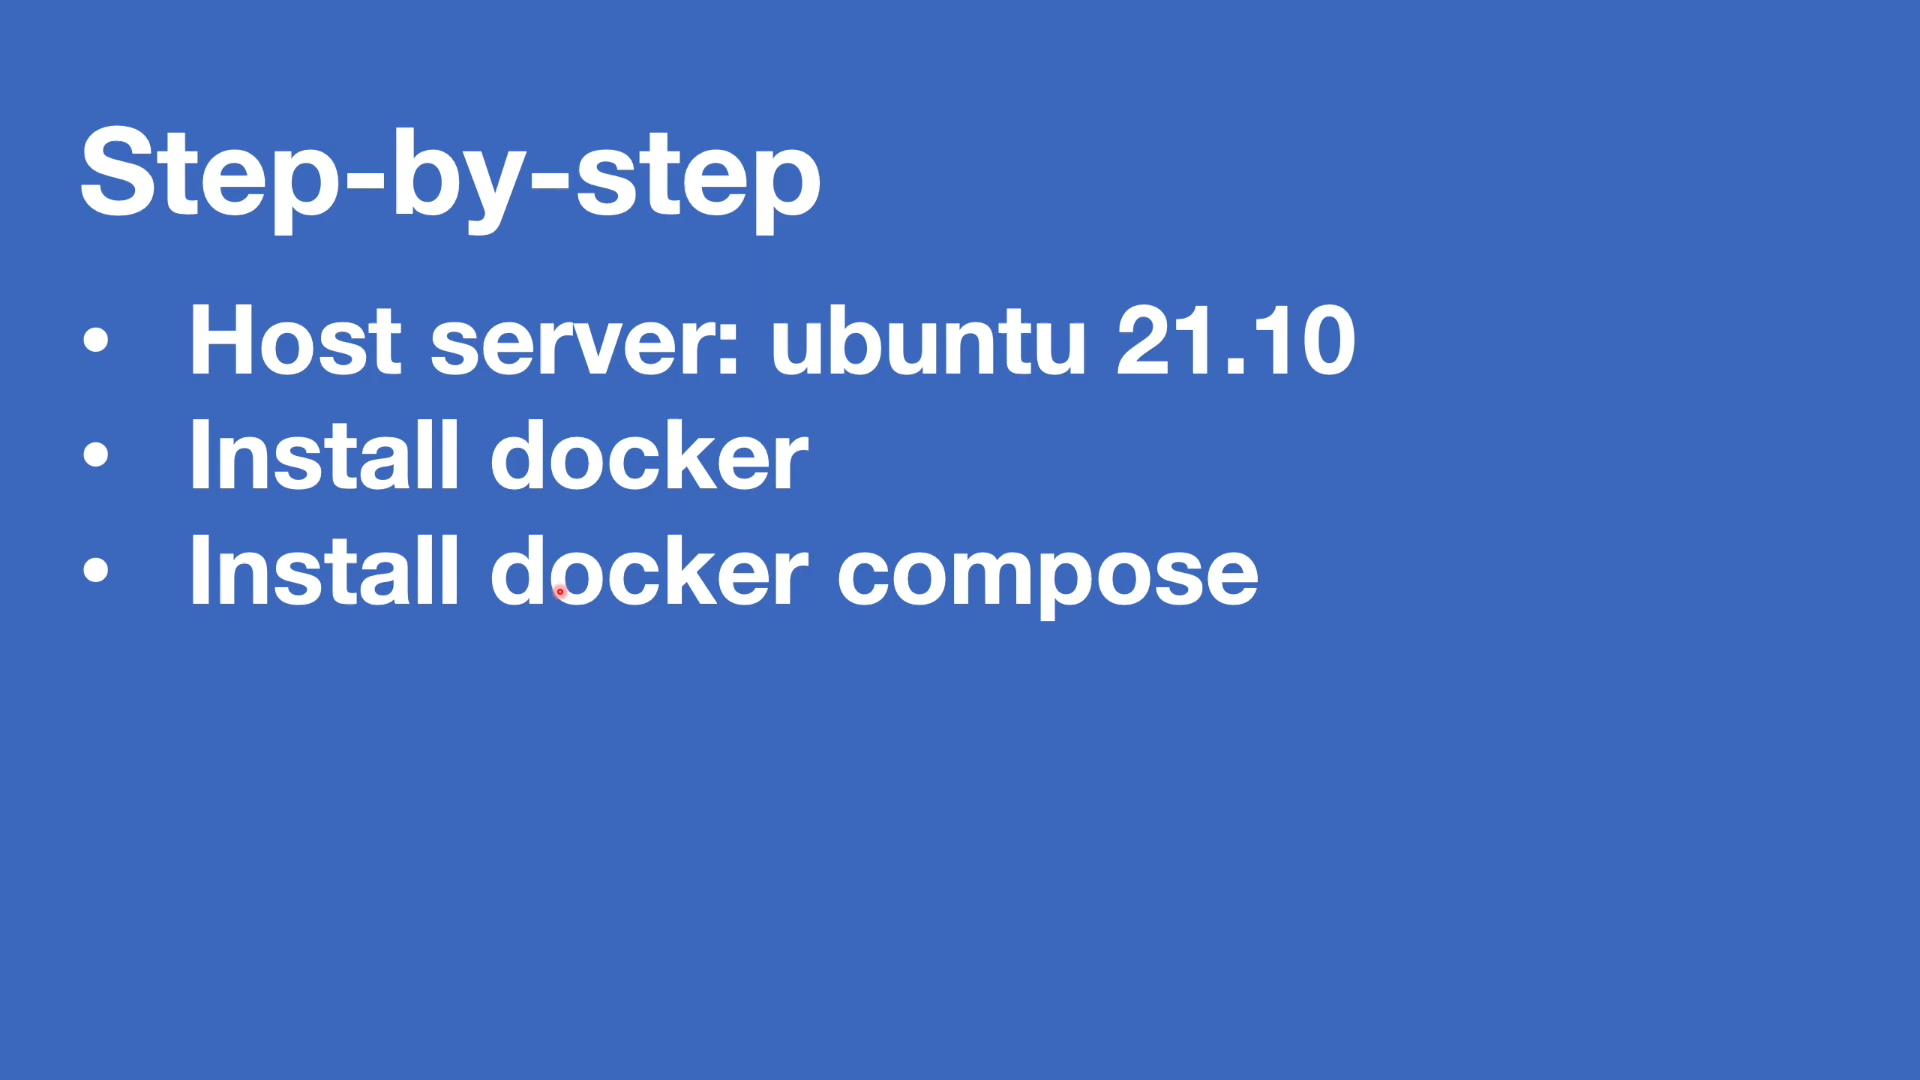 Step-by-step
• Host server: ubuntu 21.10
• Install docker
• Install docker compose